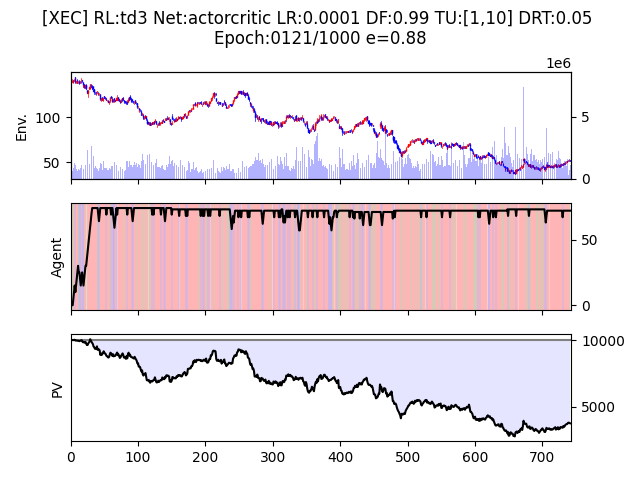 [XEC] RL:td3 Net:actorcritic LR:0.0001 DF:0.99 TU:[1,10] DRT:0.05
Epoch:0121/1000 e=0.88
1e6
Env.
100
50
5
0
Agent
50
0
PV
10000
5000
0 100 200 300 400 500 600 700